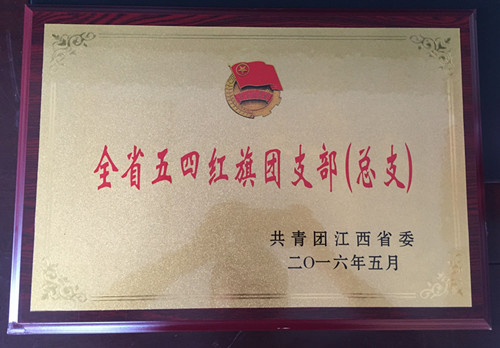 全省五四红旗团支部(总支)
共青团江西省委
二〇一六年五月